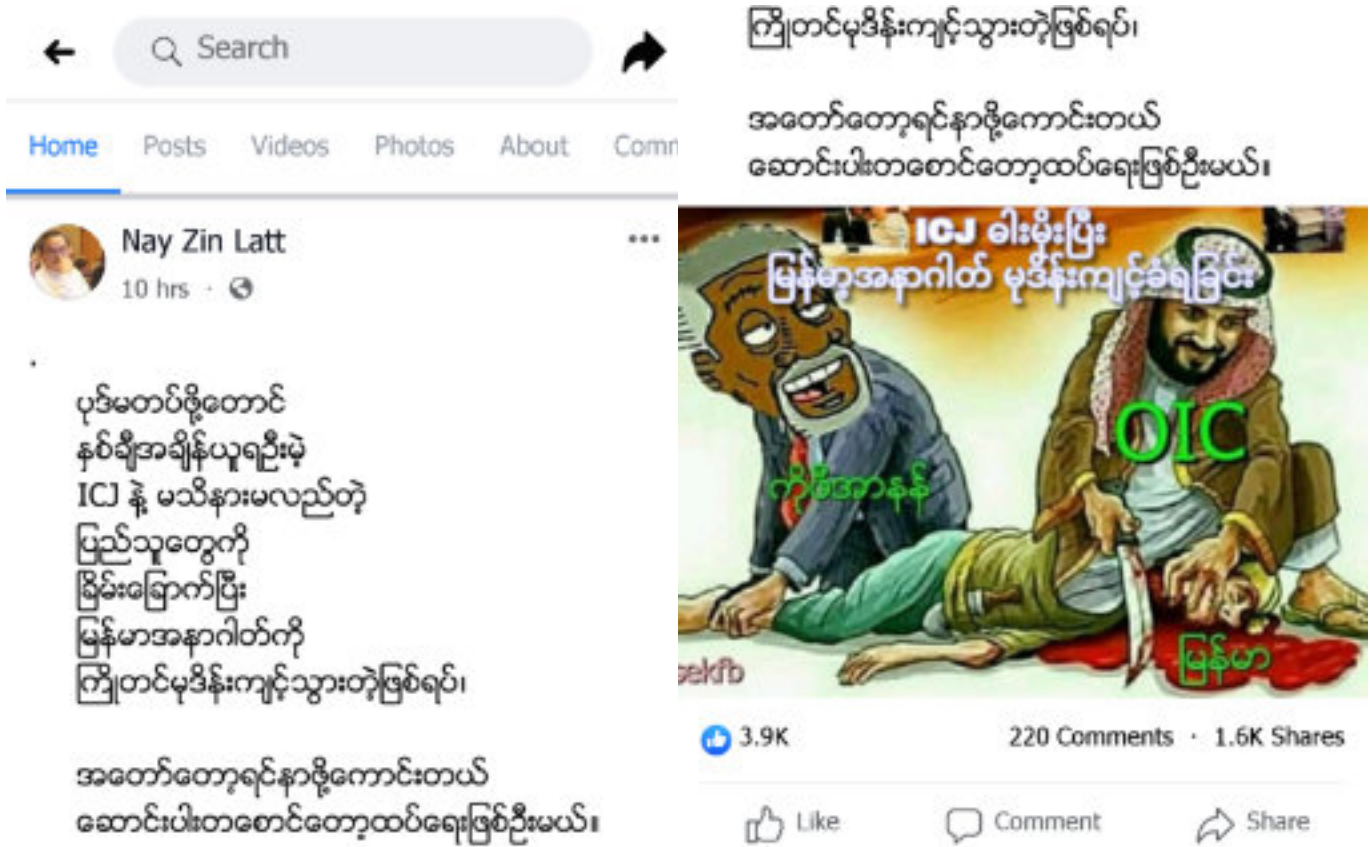 Search
Home Posts Videos Photos About Comm
Nay Zin Latt
10 hrs ·
.
ပုဒ်မတပ်ဖို့တောင်
နှစ်ချီအချိန်ယူရဦးမဲ့
ICJ နဲ့ မသိနားမလည်တဲ့
ပြည်သူတွေကို
ခြိမ်းခြောက်ပြီး
မြန်မာအနာဂါတ်ကို
ကြိုတင်မုဒိန်းကျင့်သွားတဲ့ဖြစ်ရပ်၊
အတော်တော့ရင်နာဖို့ကောင်းတယ်
ဆောင်းပါးတစောင်တော့ထပ်ရေးဖြစ်ဦးမယ်။
ကြိုတင်မုဒိန်းကျင့်သွားတဲ့ဖြစ်ရပ်၊
အတော်တော့ရင်နာဖို့ကောင်းတယ်
ဆောင်းပါးတစောင်တော့ထပ်ရေးဖြစ်ဦးမယ်။
ICJ ဓါးမိုးပြီး
မြန်မာ့အနာဂါတ် မုဒိန်းကျင့်ခံရခြင်း
OIC
ကိုဖီအာနန်
မြန်မာ
3.9K 220 Comments · 1.6K Shares
Like Comment Share